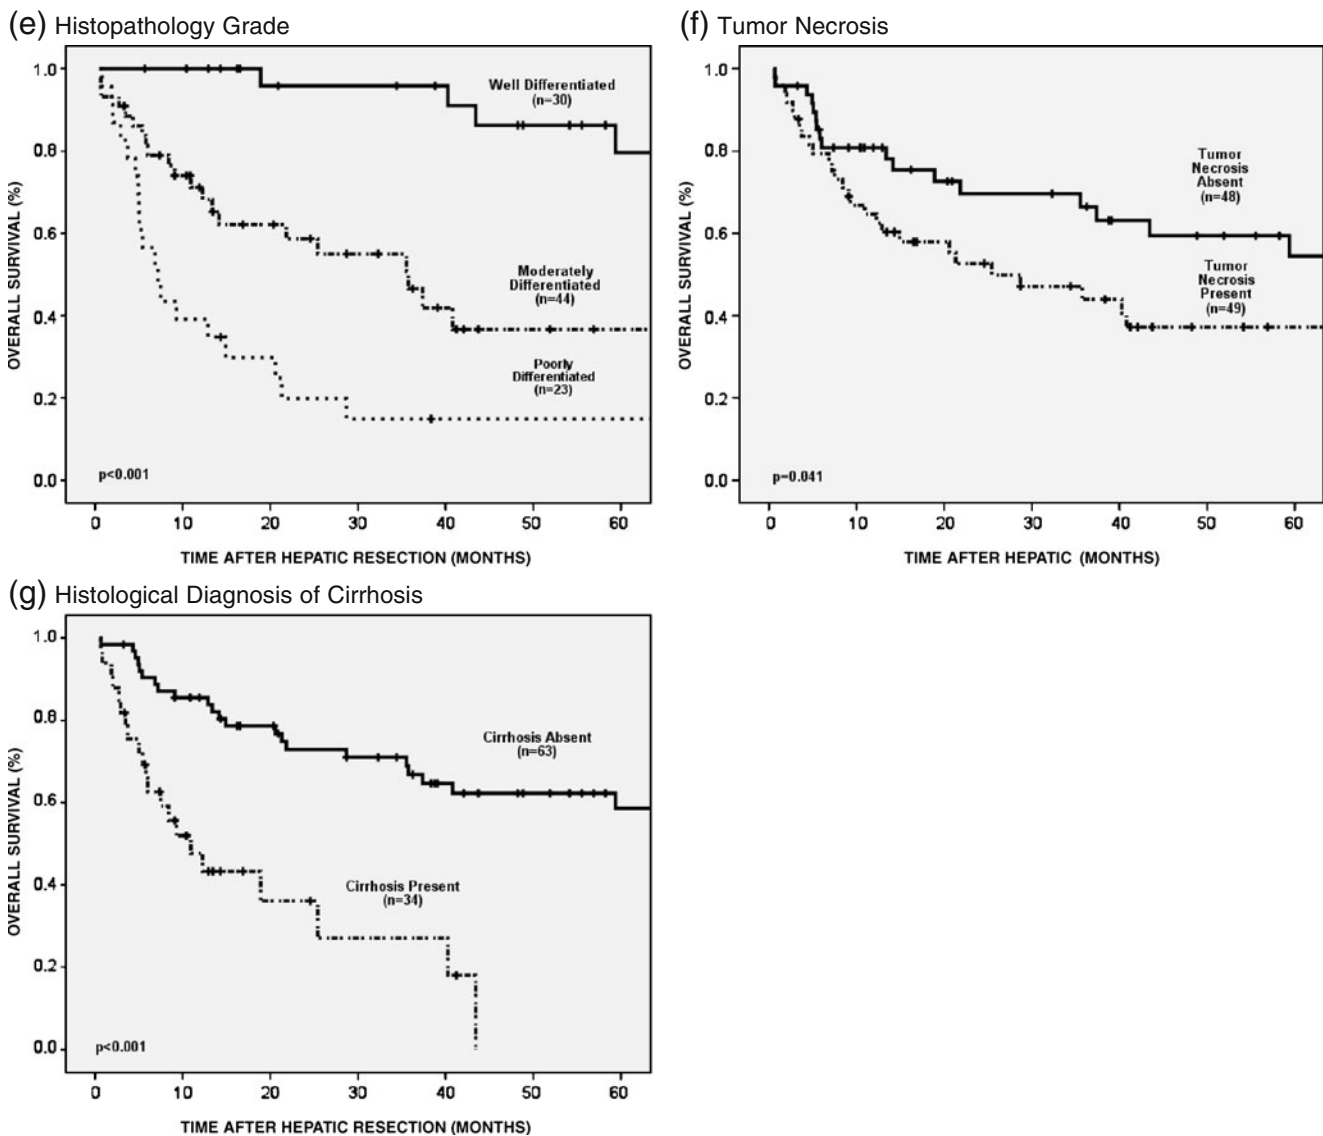 (e) Histopathology Grade
OVERALL SURVIVAL (%)
1.0
0.8
0.6
0.4
0.2
0.0
Well Differentiated
(n=30)
Moderately
Differentiated
(n=44)
Poorly
Differentiated
(n=23)
p<0.001
0 10 20 30 40 50 60
TIME AFTER HEPATIC RESECTION (MONTHS)
(f) Tumor Necrosis
OVERALL SURVIVAL (%)
1.0
0.8
0.6
0.4
0.2
0.0
Tumor
Necrosis
Absent
(n=48)
Tumor
Necrosis
Present
(n=49)
p=0.041
0 10 20 30 40 50 60
TIME AFTER HEPATIC (MONTHS)
(g) Histological Diagnosis of Cirrhosis
OVERALL SURVIVAL (%)
1.0
0.8
0.6
0.4
0.2
0.0
Cirrhosis Absent
(n=63)
Cirrhosis Present
(n=34)
p<0.001
0 10 20 30 40 50 60
TIME AFTER HEPATIC RESECTION (MONTHS)